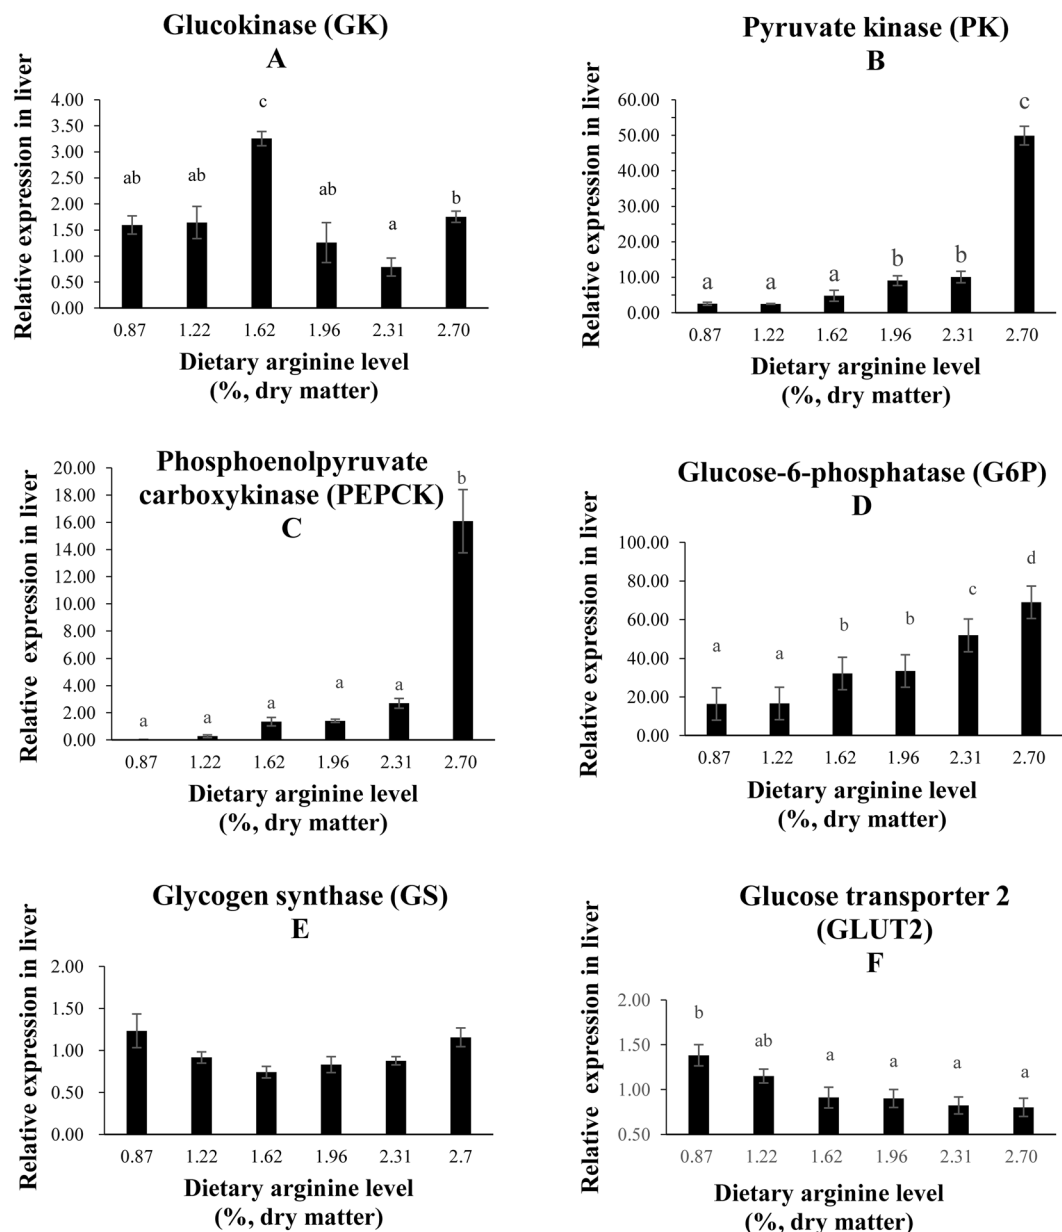 Glucokinase (GK)
A
Relative expression in liver
4.00
3.50
3.00
2.50
2.00
1.50
1.00
0.50
0.00
ab
ab
c
ab
a
b
0.87 1.22 1.62 1.96 2.31 2.70
Dietary arginine level
(%, dry matter)
Pyruvate kinase (PK)
B
Relative expression in liver
60.00
50.00
40.00
30.00
20.00
10.00
0.00
a
a
a
b
b
c
0.87 1.22 1.62 1.96 2.31 2.70
Dietary arginine level
(%, dry matter)
Phosphoenolpyruvate
carboxykinase (PEPCK)
C
Relative expression in liver
20.00
18.00
16.00
14.00
12.00
10.00
8.00
6.00
4.00
2.00
0.00
a
a
a
a
a
b
0.87 1.22 1.62 1.96 2.31 2.70
Dietary arginine level
(%, dry matter)
Glucose-6-phosphatase (G6P)
D
Relative expression in liver
100.00
80.00
60.00
40.00
20.00
0.00
a
a
b
b
c
d
0.87 1.22 1.62 1.96 2.31 2.70
Dietary arginine level
(%, dry matter)
Glycogen synthase (GS)
E
Relative expression in liver
2.00
1.50
1.00
0.50
0.00
0.87 1.22 1.62 1.96 2.31 2.7
Dietary arginine level
(%, dry matter)
Glucose transporter 2
(GLUT2)
F
Relative expression in liver
2.00
1.50
1.00
0.50
b
ab
a
a
a
a
0.87 1.22 1.62 1.96 2.31 2.70
Dietary arginine level
(%, dry matter)